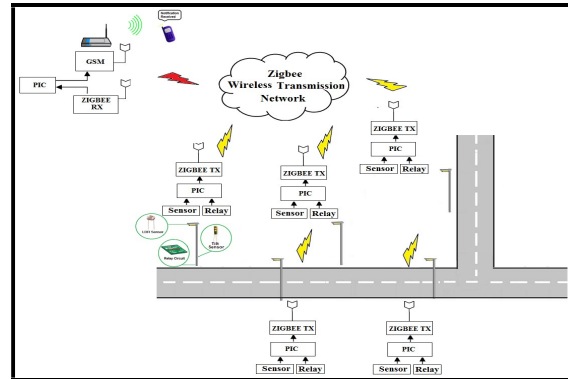 Notification
Received
GSM
PIC
ZIGBEE
RX
Zigbee
Wireless Transmission
Network
ZIGBEE TX
PIC
Sensor
Relay
ZIGBEE TX
PIC
Sensor
Relay
ZIGBEE TX
PIC
Sensor
Relay
LDR Sensor
Tilt
Sensor
Relay Circuit
ZIGBEE TX
PIC
Sensor
Relay
ZIGBEE TX
PIC
Sensor
Relay